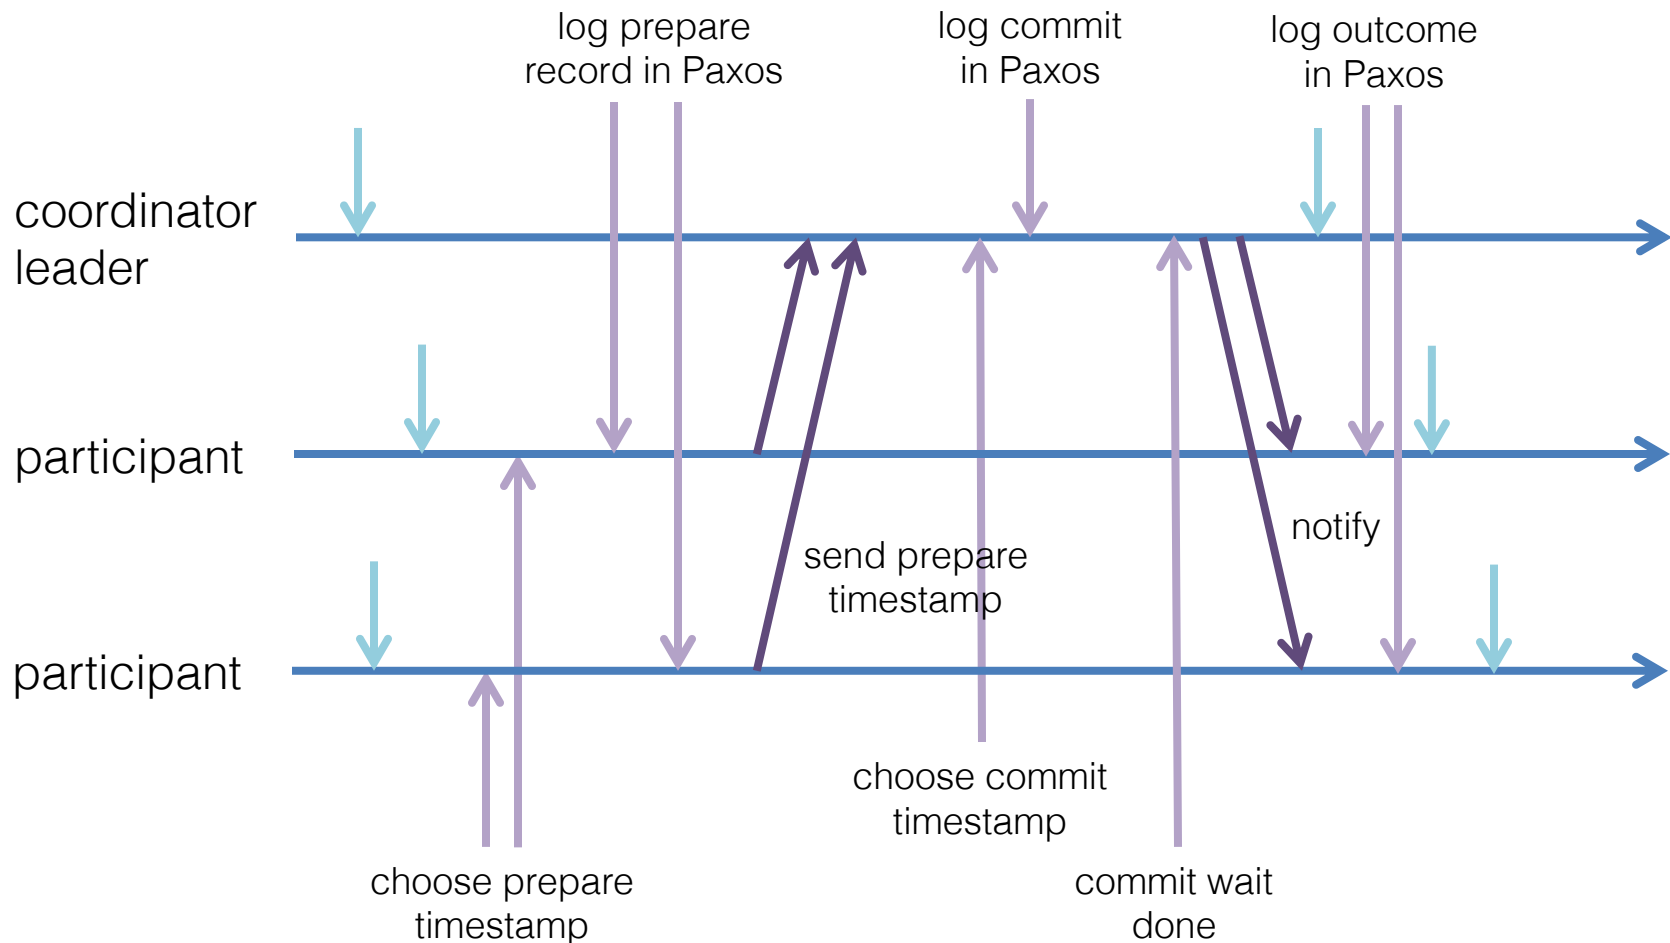 log prepare
record in Paxos
log commit
in Paxos
log outcome
in Paxos
coordinator
leader
participant
notify
send prepare
timestamp
participant
choose commit
timestamp
choose prepare
timestamp
commit wait
done